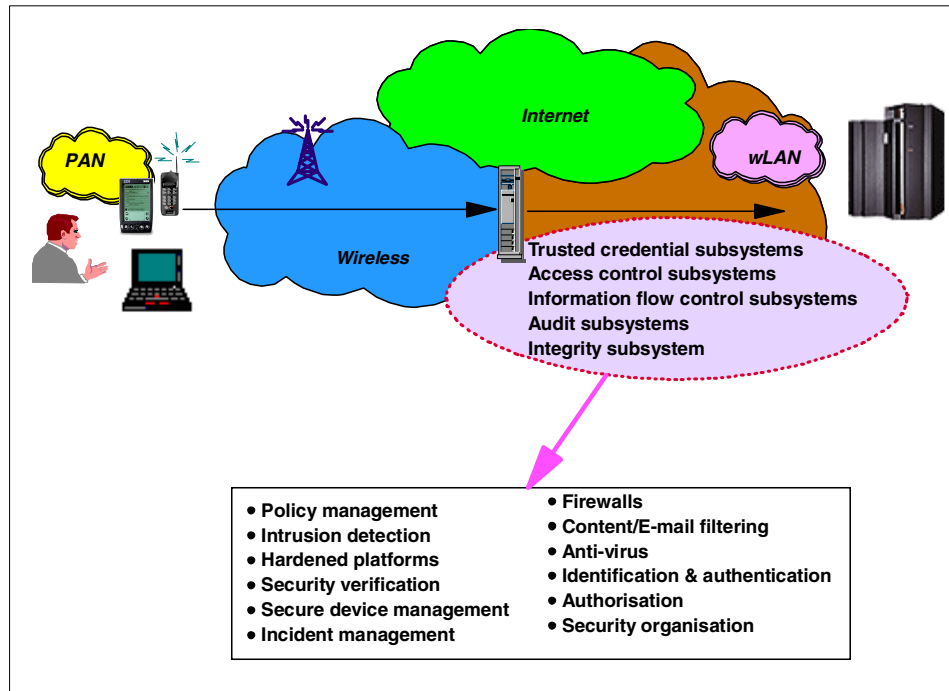 Internet
PAN
wLAN
Wireless
Trusted credential subsystems
Access control subsystems
Information flow control subsystems
Audit subsystems
Integrity subsystem
• Policy management
• Intrusion detection
• Hardened platforms
• Security verification
• Secure device management
• Incident management
• Firewalls
• Content/E-mail filtering
• Anti-virus
• Identification & authentication
• Authorisation
• Security organisation